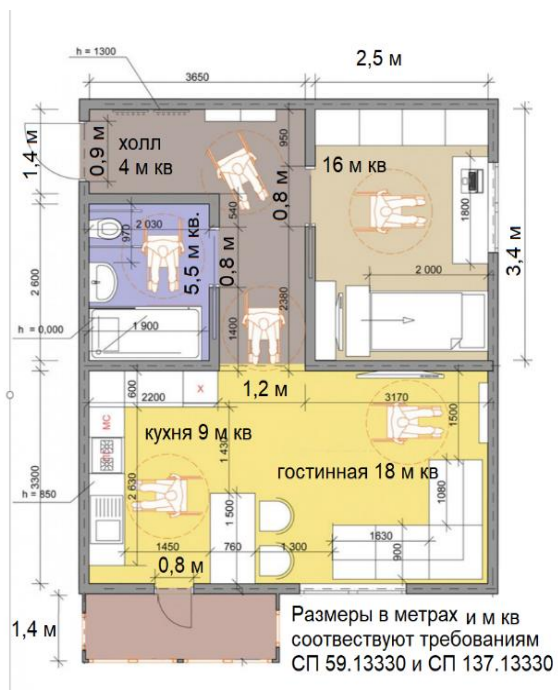 h = 1300
3650
2,5 м
1,4 м
0,9 м
холл
4 м кв
950
0,8 м
540
16 м кв
1800
3,4 м
2 000
970
2 030
5,5 м кв.
0,8 м
2 600
h = 0,000
1 900
1400
2380
600
2200
X
1,2 м
3170
1500
МС
кухня 9 м кв
1 430
гостинная 18 м кв
3300
h = 850
2 630
1 500
1080
1450
760
1 300
1630
900
0,8 м
1,4 м
Размеры в метрах и м кв
соотвествуют требованиям
СП 59.13330 и СП 137.13330